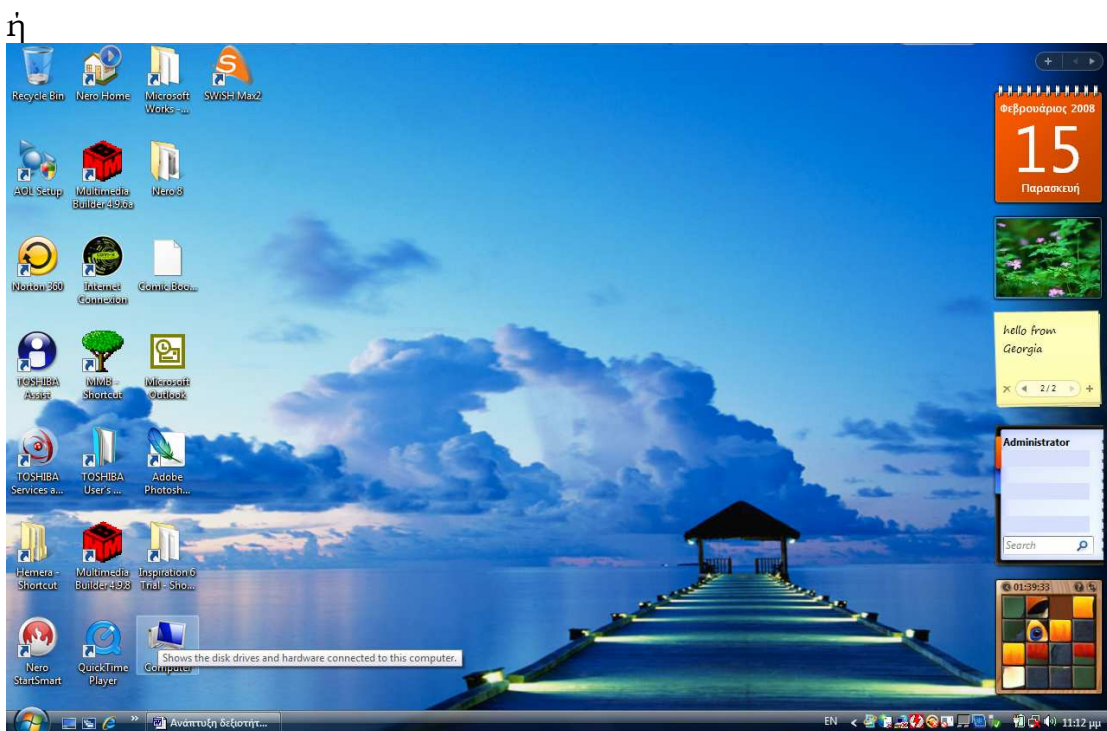 ή
Recycle Bin
Nero Home
Microsoft
Works -...
SWiSH Max2
AOL Setup
Multimedia
Builder 4.9.6a
Nero 8
Norton 360
Internet
Connexion
Comic Boo...
TOSHIBA
Assist
MMB -
Shortcut
Microsoft
Outlook
TOSHIBA
Services a...
TOSHIBA
User's ...
Adobe
Photosh...
Hemera -
Shortcut
Multimedia
Builder 4.9.8
Inspiration 6
Trial - Sho...
Nero
StartSmart
QuickTime
Player
Computer
Shows the disk drives and hardware connected to this computer.
Φεβρουάριος 2008
15
Παρασκευή
hello from
Georgia
2/2
Administrator
Search
01:39:33
Ανάπτυξη δεξιοτήτ...
EN
11:12 μμ